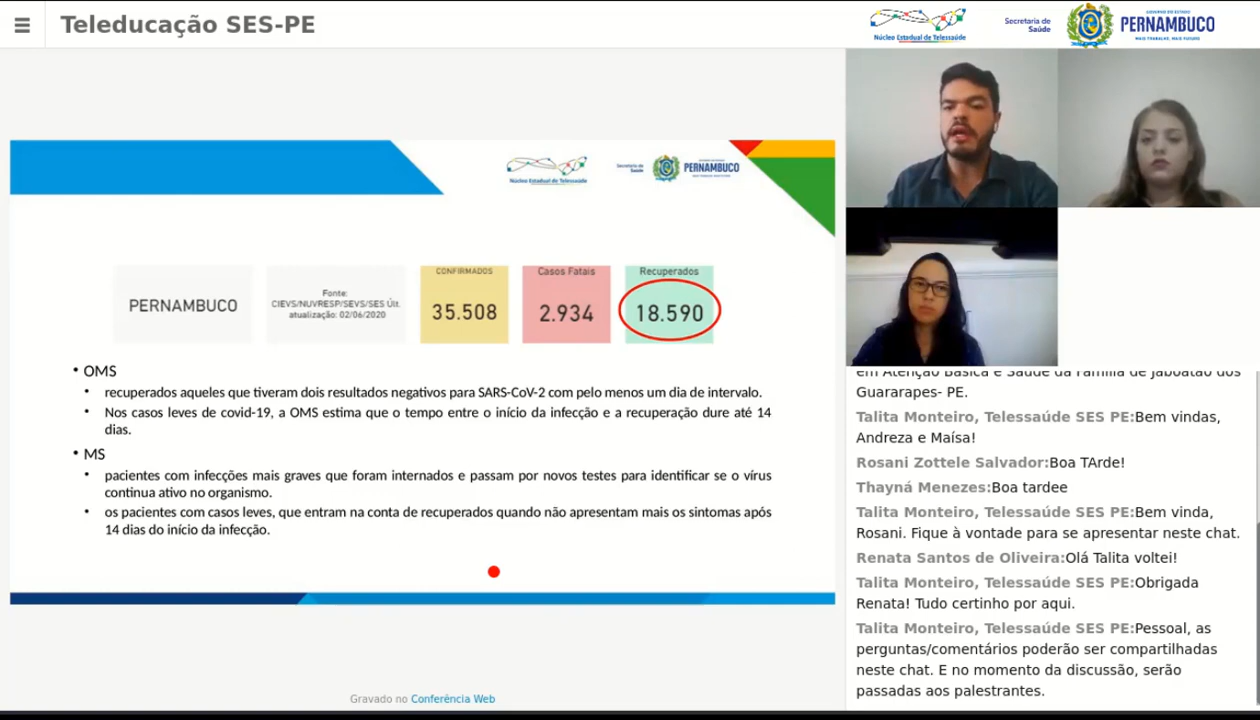 Teleducação SES-PE
Núcleo Estadual de Telessaúde
Secretaria de
Saúde
GOVERNO DO ESTADO
PERNAMBUCO
MAIS TRABALHO, MAIS FUTURO
Núcleo Estadual de Telessaúde
Secretaria de
Saúde
PERNAMBUCO
PERNAMBUCO
Fonte:
CIEVS/NUVRESP/SEVS/SES Últ.
atualização: 02/06/2020
CONFIRMADOS
35.508
Casos Fatais
2.934
Recuperados
18.590
• OMS
• recuperados aqueles que tiveram dois resultados negativos para SARS-CoV-2 com pelo menos um dia de intervalo.
• Nos casos leves de covid-19, a OMS estima que o tempo entre o início da infecção e a recuperação dure até 14
dias.
• MS
• pacientes com infecções mais graves que foram internados e passam por novos testes para identificar se o vírus
continua ativo no organismo.
• os pacientes com casos leves, que entram na conta de recuperados quando não apresentam mais os sintomas após
14 dias do início da infecção.
Gravado no Conferência Web
em Atenção Básica e Saúde da Família de Jaboatão dos
Guararapes- PE.
Talita Monteiro, Telessaúde SES PE:Bem vindas,
Andreza e Maísa!
Rosani Zottele Salvador:Boa TArde!
Thayná Menezes:Boa tardee
Talita Monteiro, Telessaúde SES PE:Bem vinda,
Rosani. Fique à vontade para se apresentar neste chat.
Renata Santos de Oliveira:Olá Talita voltei!
Talita Monteiro, Telessaúde SES PE:Obrigada
Renata! Tudo certinho por aqui.
Talita Monteiro, Telessaúde SES PE:Pessoal, as
perguntas/comentários poderão ser compartilhadas
neste chat. E no momento da discussão, serão
passadas aos palestrantes.